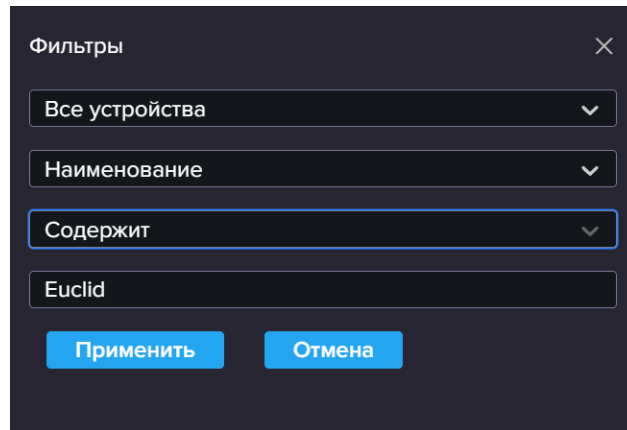 Фильтры
Все устройства
Наименование
Содержит
Euclid
Применить Отмена